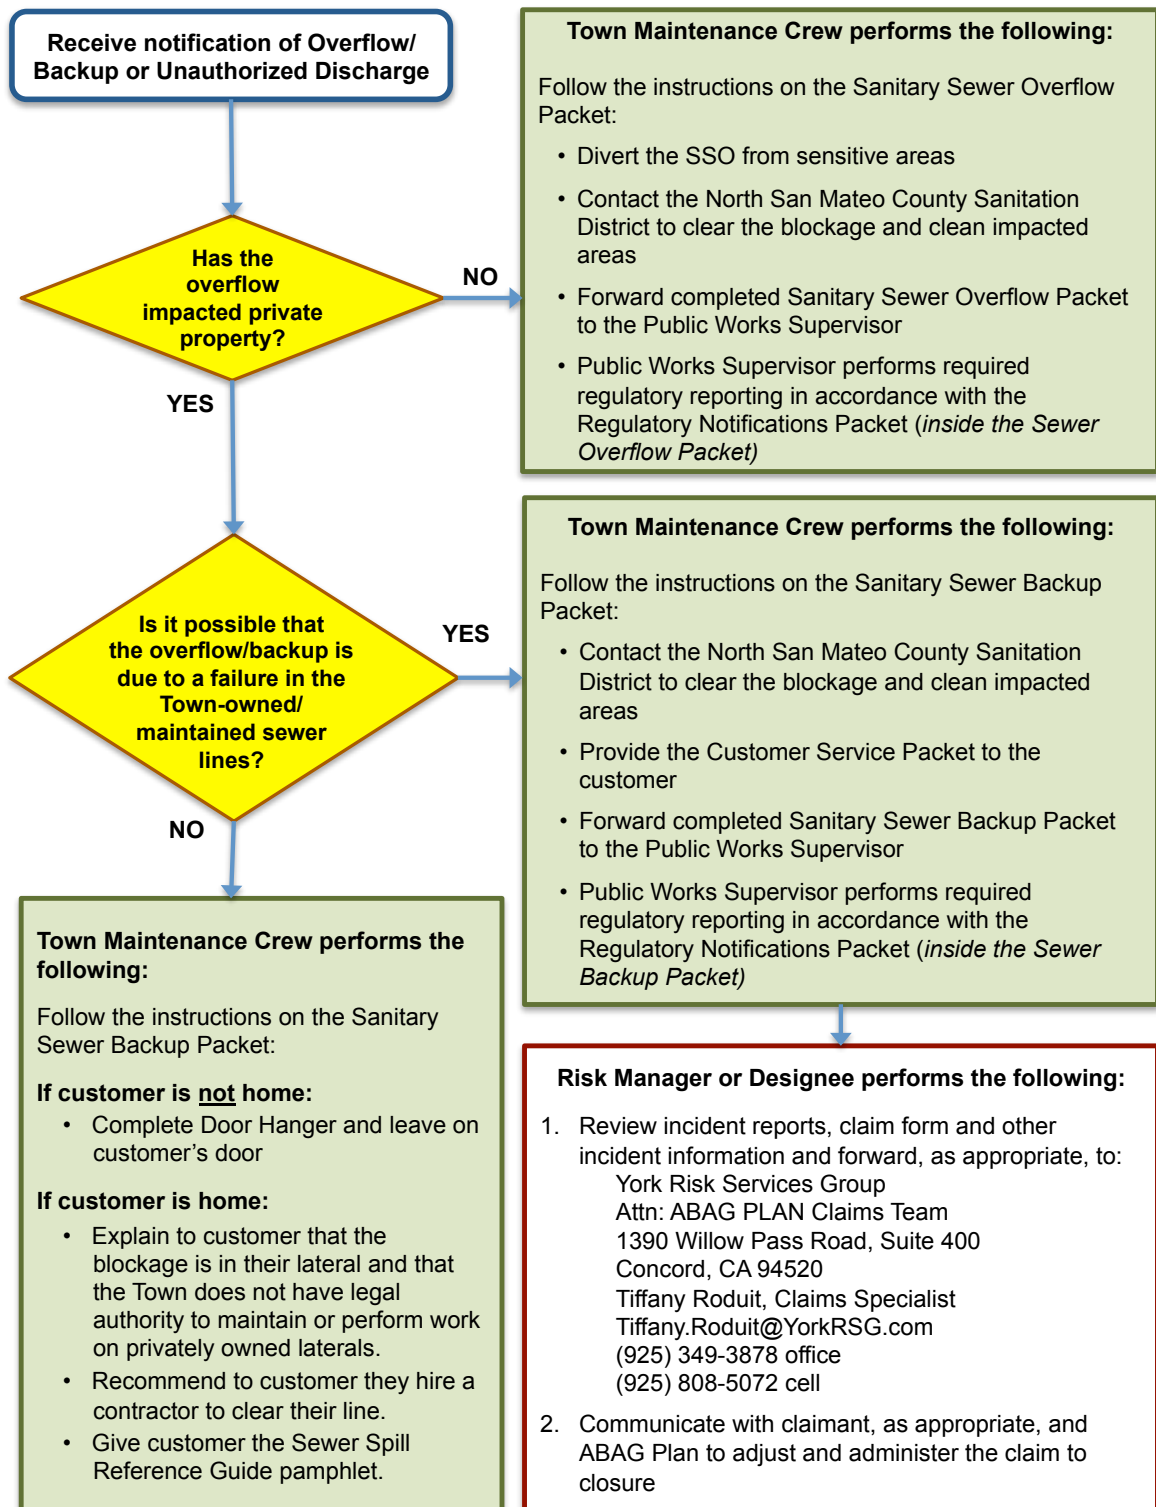 Receive notification of Overflow/
Backup or Unauthorized Discharge
Has the
overflow
impacted private
property?
NO
YES
Town Maintenance Crew performs the following:
Follow the instructions on the Sanitary Sewer Overflow
Packet:
• Divert the SSO from sensitive areas
• Contact the North San Mateo County Sanitation
District to clear the blockage and clean impacted
areas
• Forward completed Sanitary Sewer Overflow Packet
to the Public Works Supervisor
• Public Works Supervisor performs required
regulatory reporting in accordance with the
Regulatory Notifications Packet (inside the Sewer
Overflow Packet)
Is it possible that
the overflow/backup is
due to a failure in the
Town-owned/
maintained sewer
lines?
YES
NO
Town Maintenance Crew performs the following:
Follow the instructions on the Sanitary Sewer Backup
Packet:
• Contact the North San Mateo County Sanitation
District to clear the blockage and clean impacted
areas
• Provide the Customer Service Packet to the
customer
• Forward completed Sanitary Sewer Backup Packet
to the Public Works Supervisor
• Public Works Supervisor performs required
regulatory reporting in accordance with the
Regulatory Notifications Packet (inside the Sewer
Backup Packet)
Town Maintenance Crew performs the
following:
Follow the instructions on the Sanitary
Sewer Backup Packet:
If customer is not home:
• Complete Door Hanger and leave on
customer’s door
If customer is home:
• Explain to customer that the
blockage is in their lateral and that
the Town does not have legal
authority to maintain or perform work
on privately owned laterals.
• Recommend to customer they hire a
contractor to clear their line.
• Give customer the Sewer Spill
Reference Guide pamphlet.
Risk Manager or Designee performs the following:
1. Review incident reports, claim form and other
incident information and forward, as appropriate, to:
York Risk Services Group
Attn: ABAG PLAN Claims Team
1390 Willow Pass Road, Suite 400
Concord, CA 94520
Tiffany Roduit, Claims Specialist
Tiffany.Roduit@YorkRSG.com
(925) 349-3878 office
(925) 808-5072 cell
2. Communicate with claimant, as appropriate, and
ABAG Plan to adjust and administer the claim to
closure